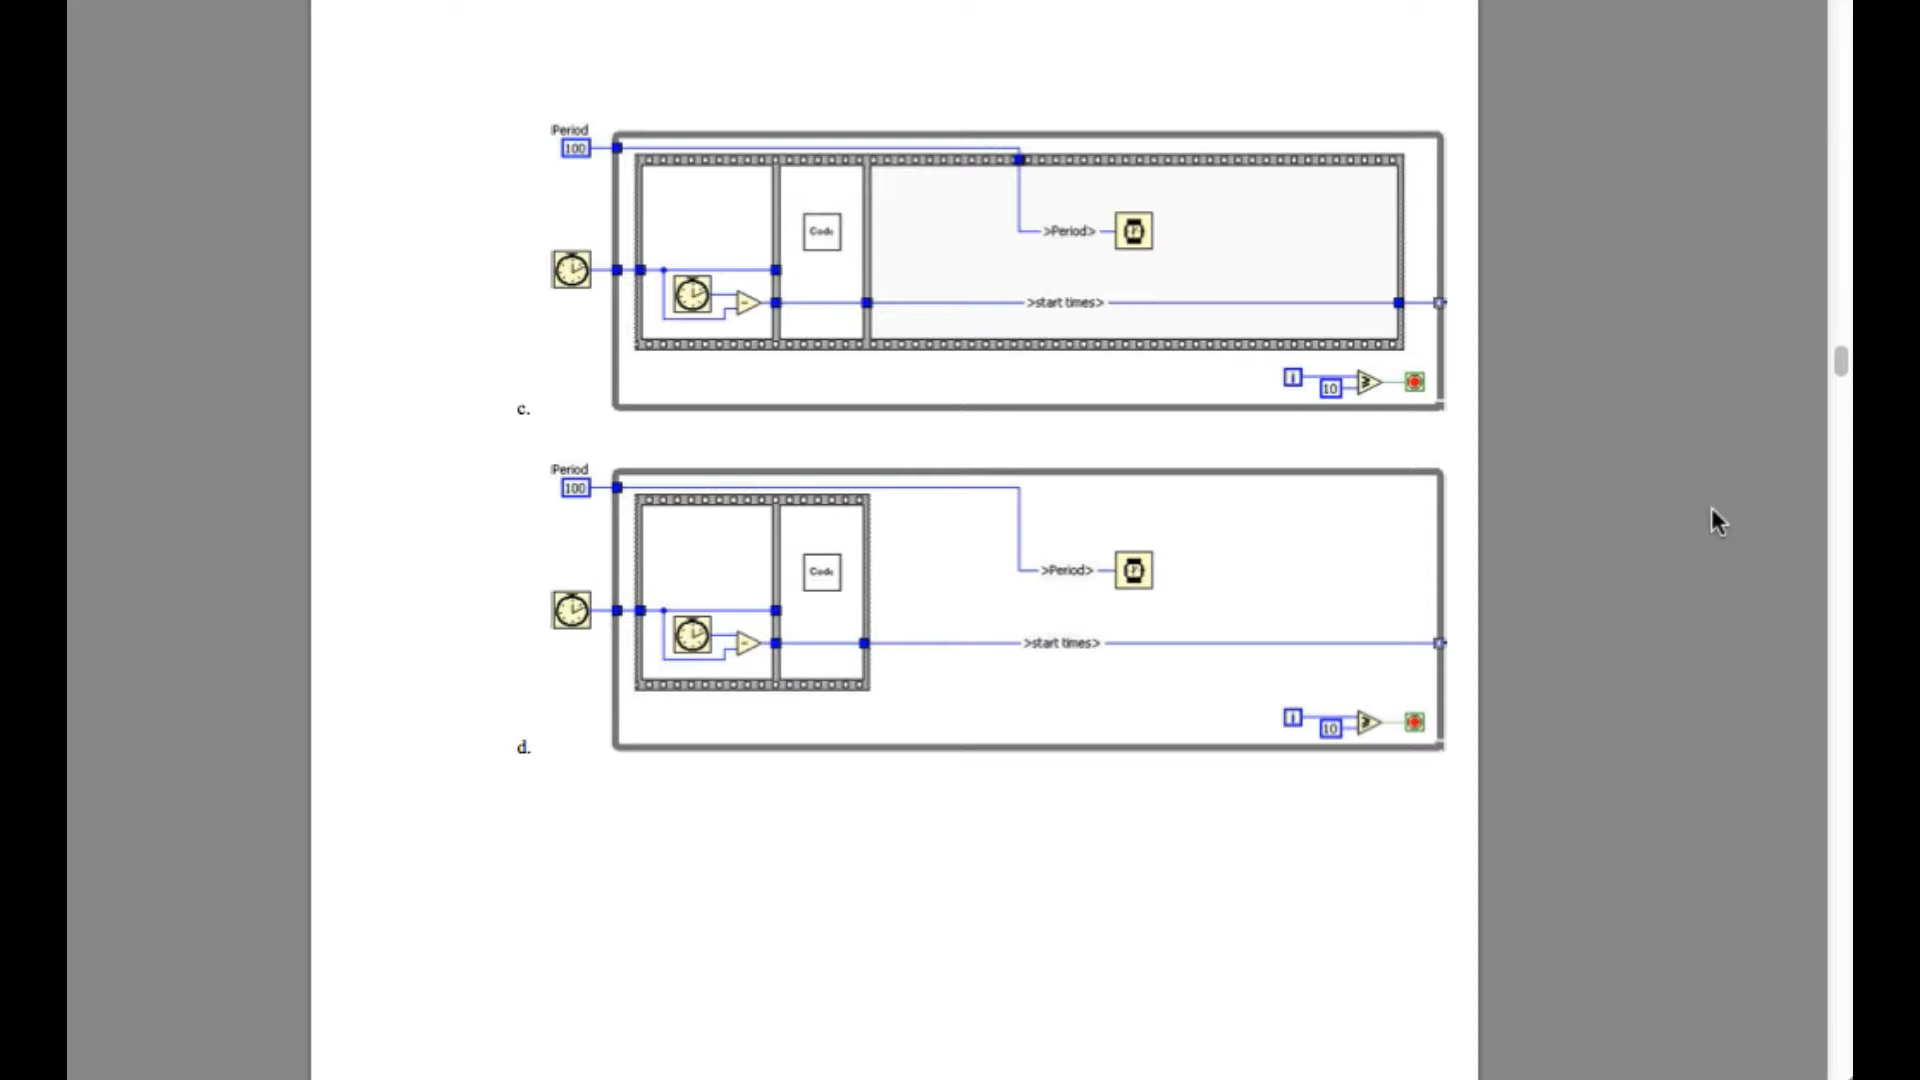 Period
100
Code
>Period>
>start times>
i
10
c.
Period
100
Code
>Period>
>start times>
i
10
d.